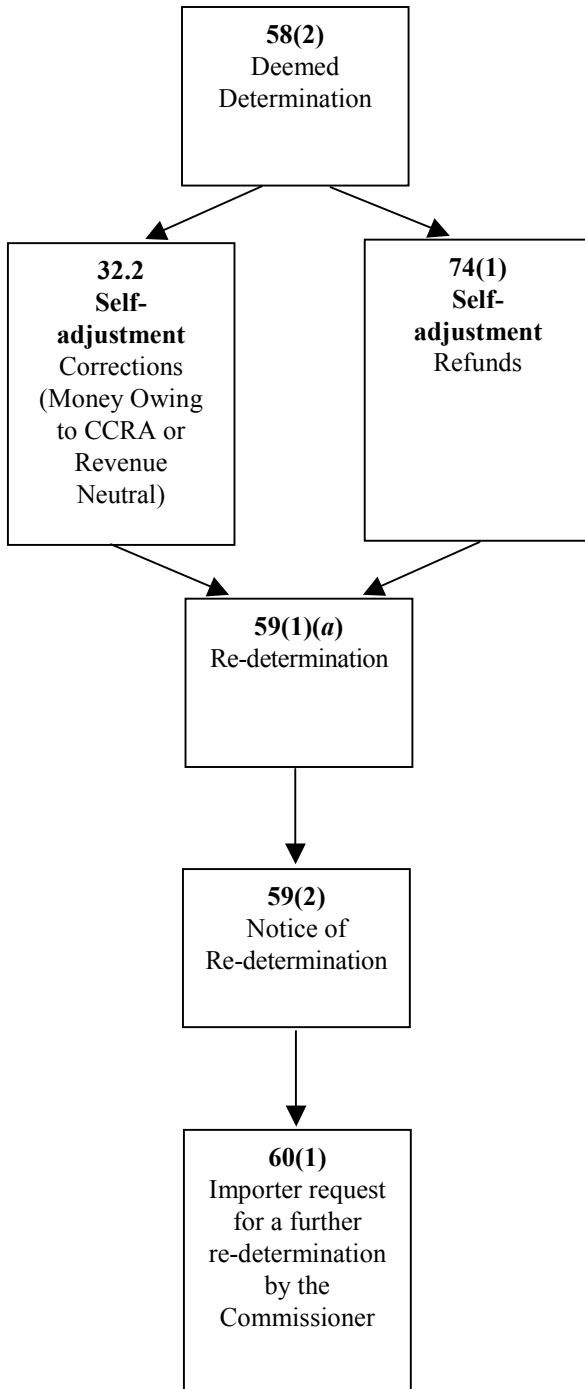 58(2)
Deemed
Determination
32.2
Self-
adjustment
Corrections
(Money Owing
to CCRA or
Revenue
Neutral)
74(1)
Self-
adjustment
Refunds
59(1)(a)
Re-determination
59(2)
Notice of
Re-determination
60(1)
Importer request
for a further
re-determination
by the
Commissioner